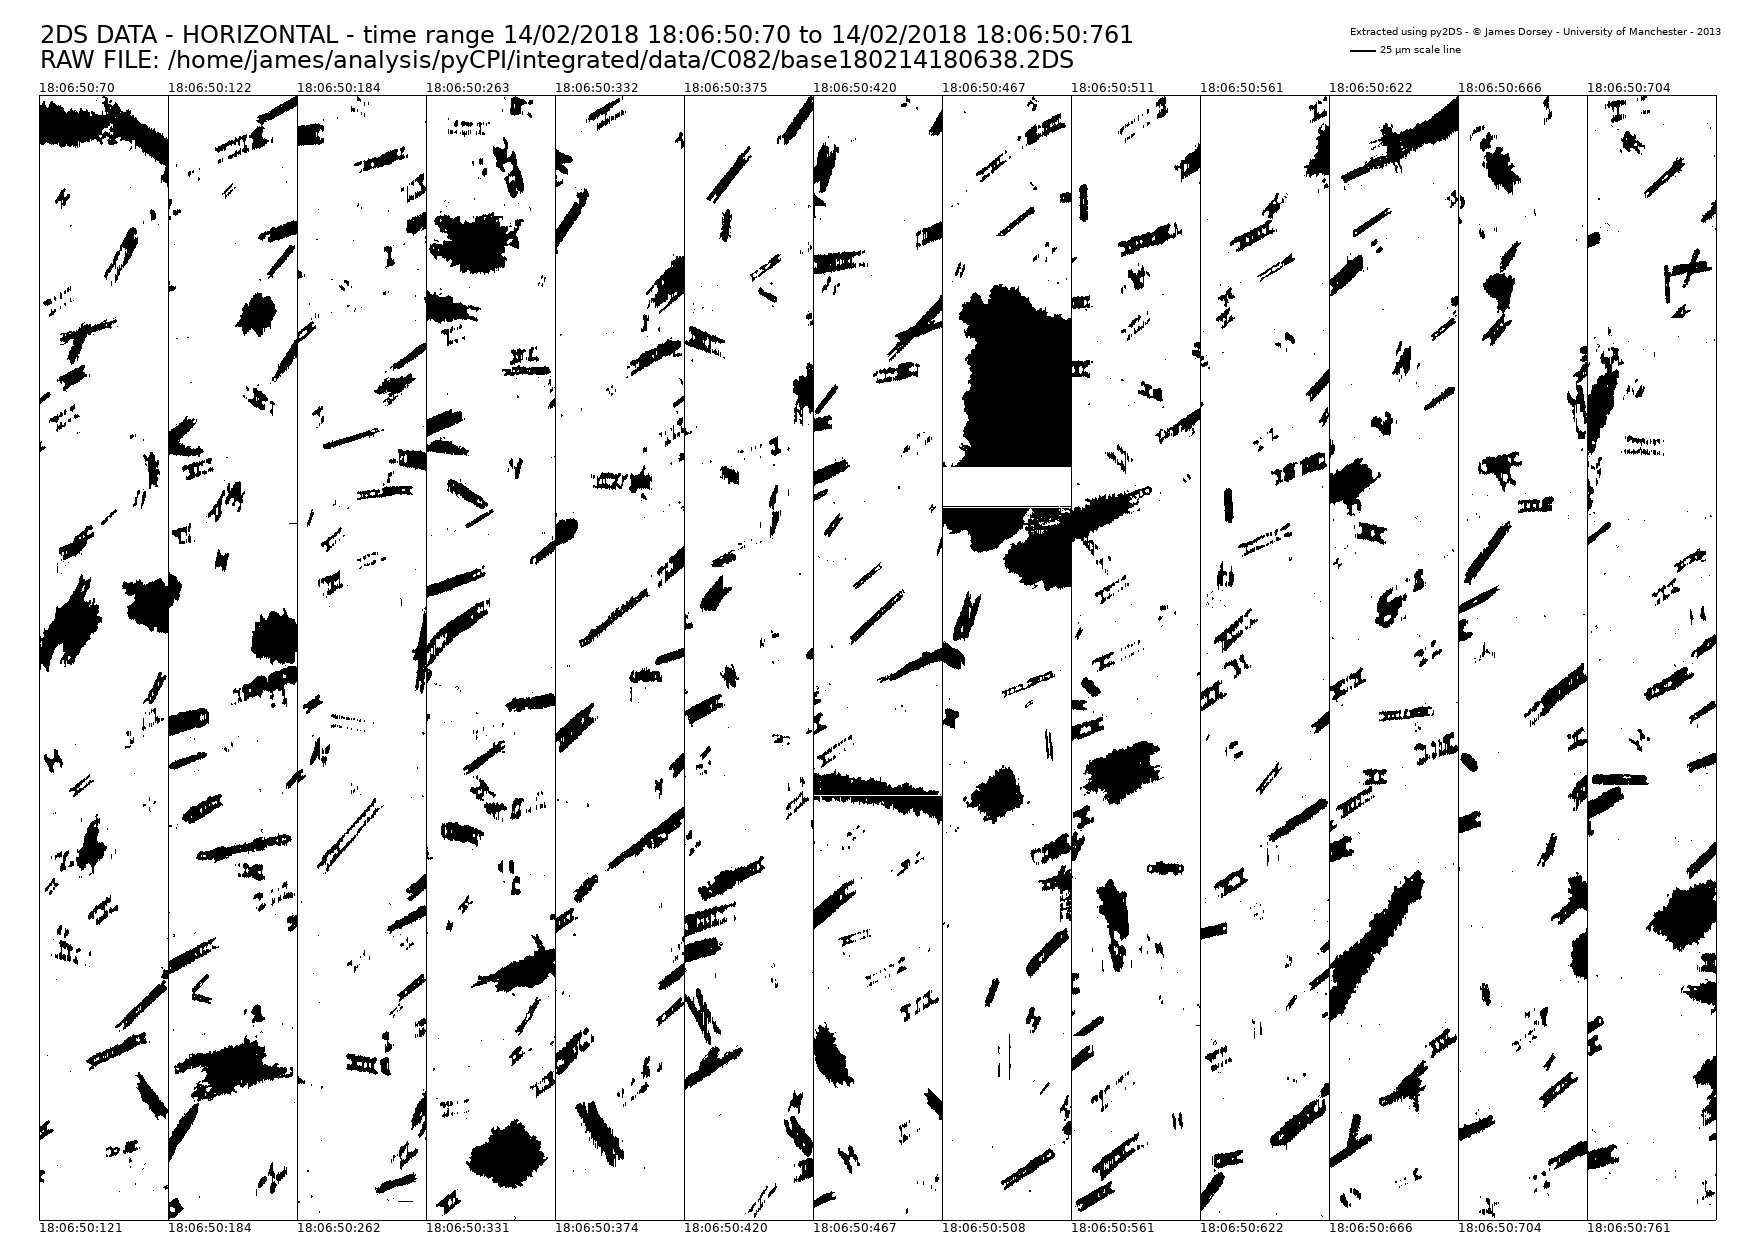 2DS DATA - HORIZONTAL - time range 14/02/2018 18:06:50:70 to 14/02/2018 18:06:50:761
RAW FILE: /home/james/analysis/pyCPI/integrated/data/C082/base180214180638.2DS
Extracted using py2DS - © James Dorsey - University of Manchester - 2013
25 µm scale line
18:06:50:70 18:06:50:122 18:06:50:184 18:06:50:263 18:06:50:332 18:06:50:375 18:06:50:420 18:06:50:467 18:06:50:511 18:06:50:561 18:06:50:622 18:06:50:666 18:06:50:704
18:06:50:121 18:06:50:184 18:06:50:262 18:06:50:331 18:06:50:374 18:06:50:420 18:06:50:467 18:06:50:508 18:06:50:561 18:06:50:622 18:06:50:666 18:06:50:704 18:06:50:761